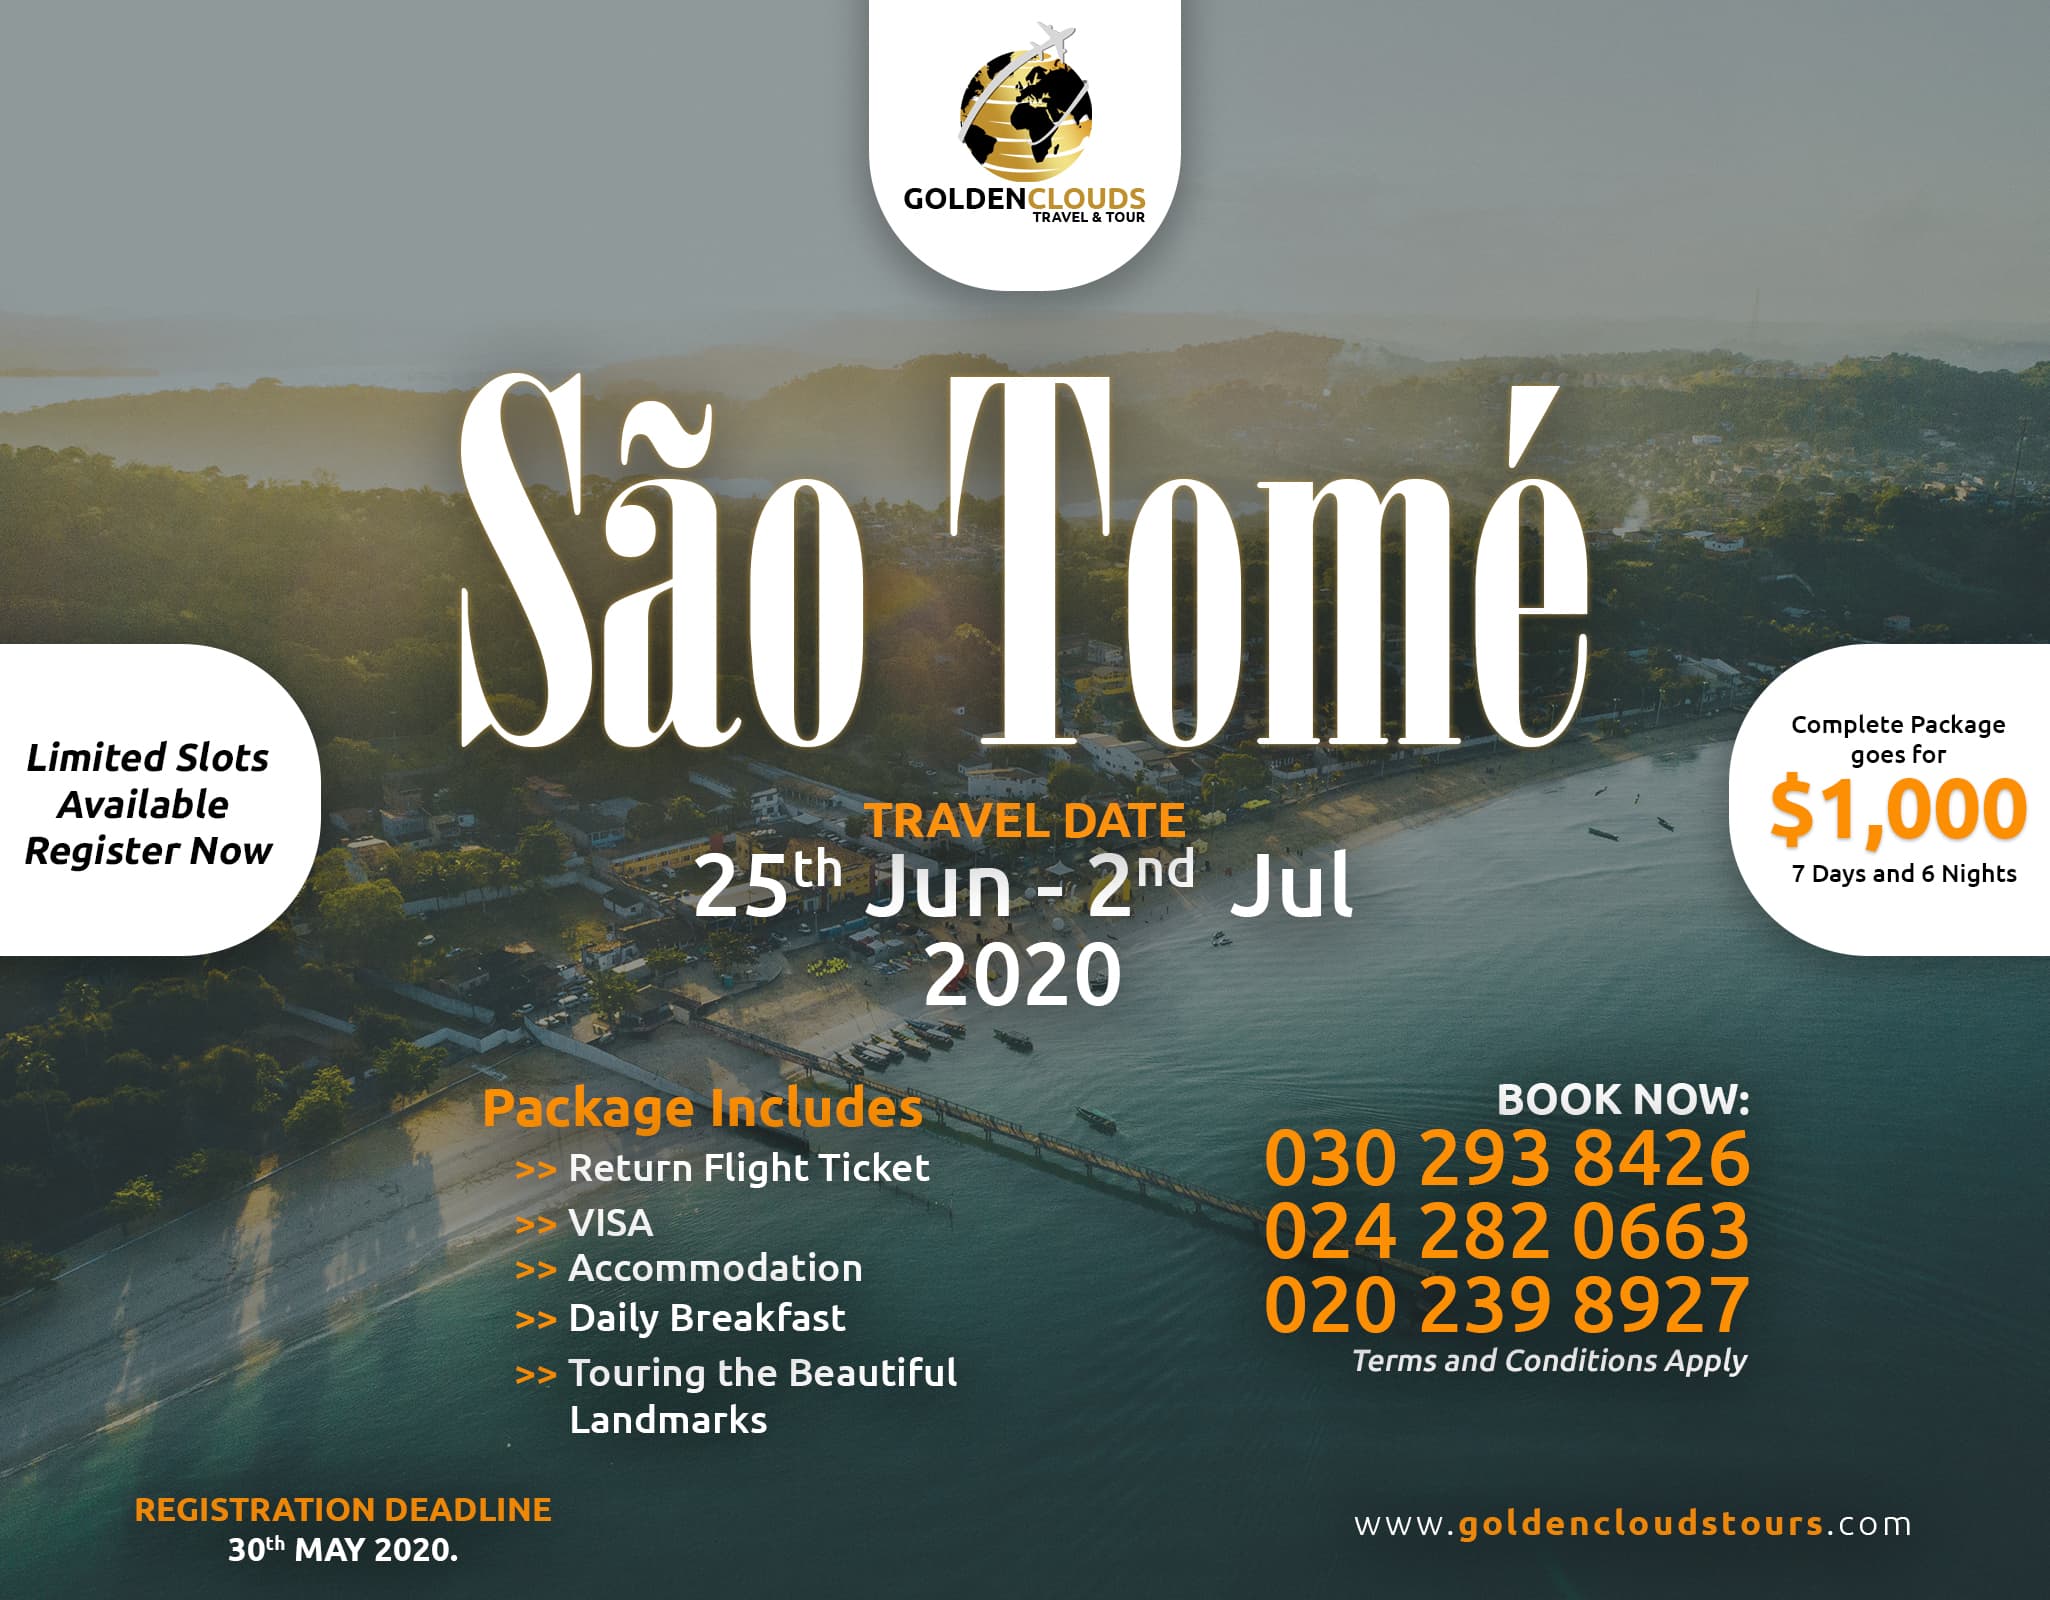 GOLDENCLOUDS
TRAVEL & TOUR
São Tomé
Limited Slots
Available
Register Now
Complete Package
goes for
$1,000
7 Days and 6 Nights
TRAVEL DATE
25th Jun - 2nd Jul
2020
Package Includes
>> Return Flight Ticket
>> VISA
>> Accommodation
>> Daily Breakfast
>> Touring the Beautiful
Landmarks
BOOK NOW:
030 293 8426
024 282 0663
020 239 8927
Terms and Conditions Apply
REGISTRATION DEADLINE
30th MAY 2020.
www.goldencloudstours.com